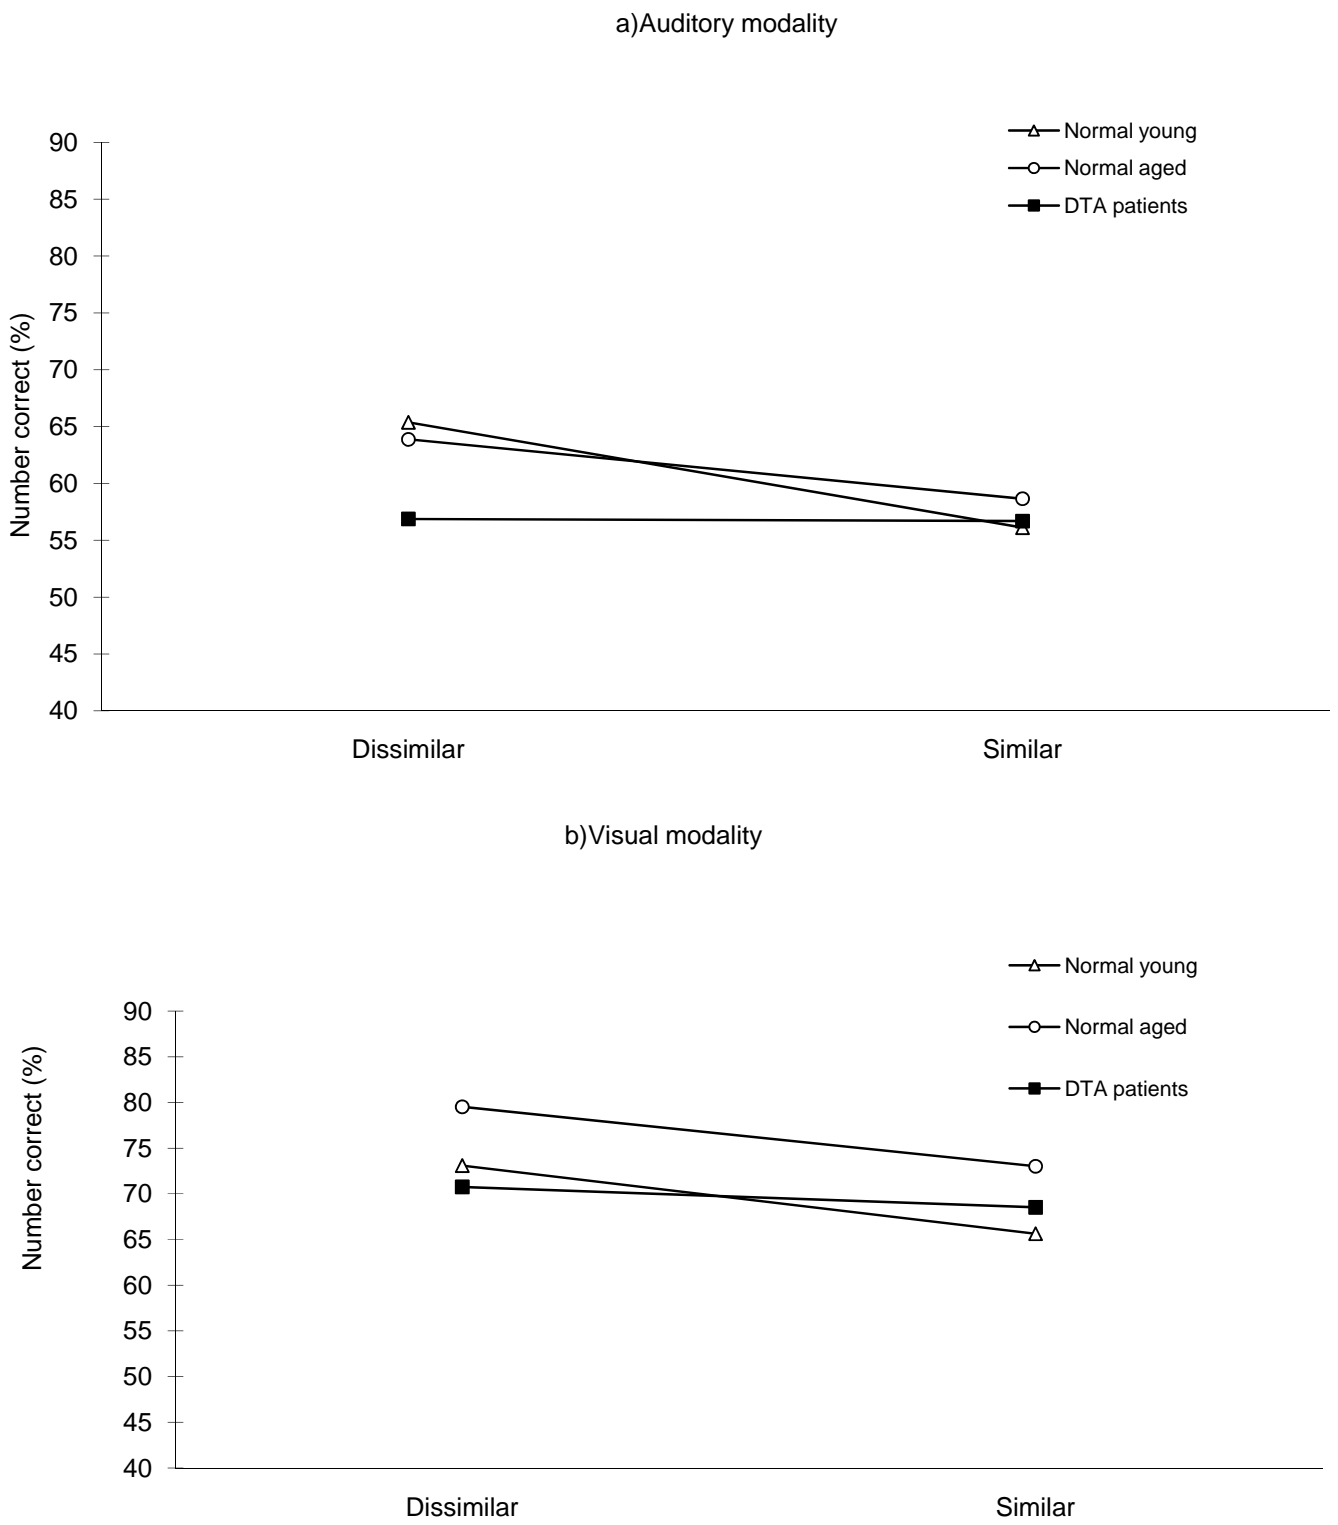 a)Auditory modality
Normal young
Normal aged
DTA patients
90
85
80
75
70
65
60
55
50
45
40
Number correct (%)
Dissimilar
Similar
b)Visual modality
Normal young
Normal aged
DTA patients
90
85
80
75
70
65
60
55
50
45
40
Number correct (%)
Dissimilar
Similar